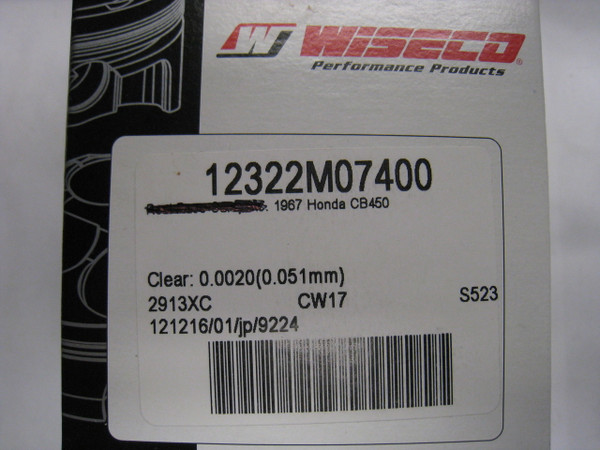 W WISECO®
Performance Products
12322M07400
1967 Honda CB450
Clear: 0.0020(0.051mm)
2913XC CW17 S523
121216/01/jp/9224